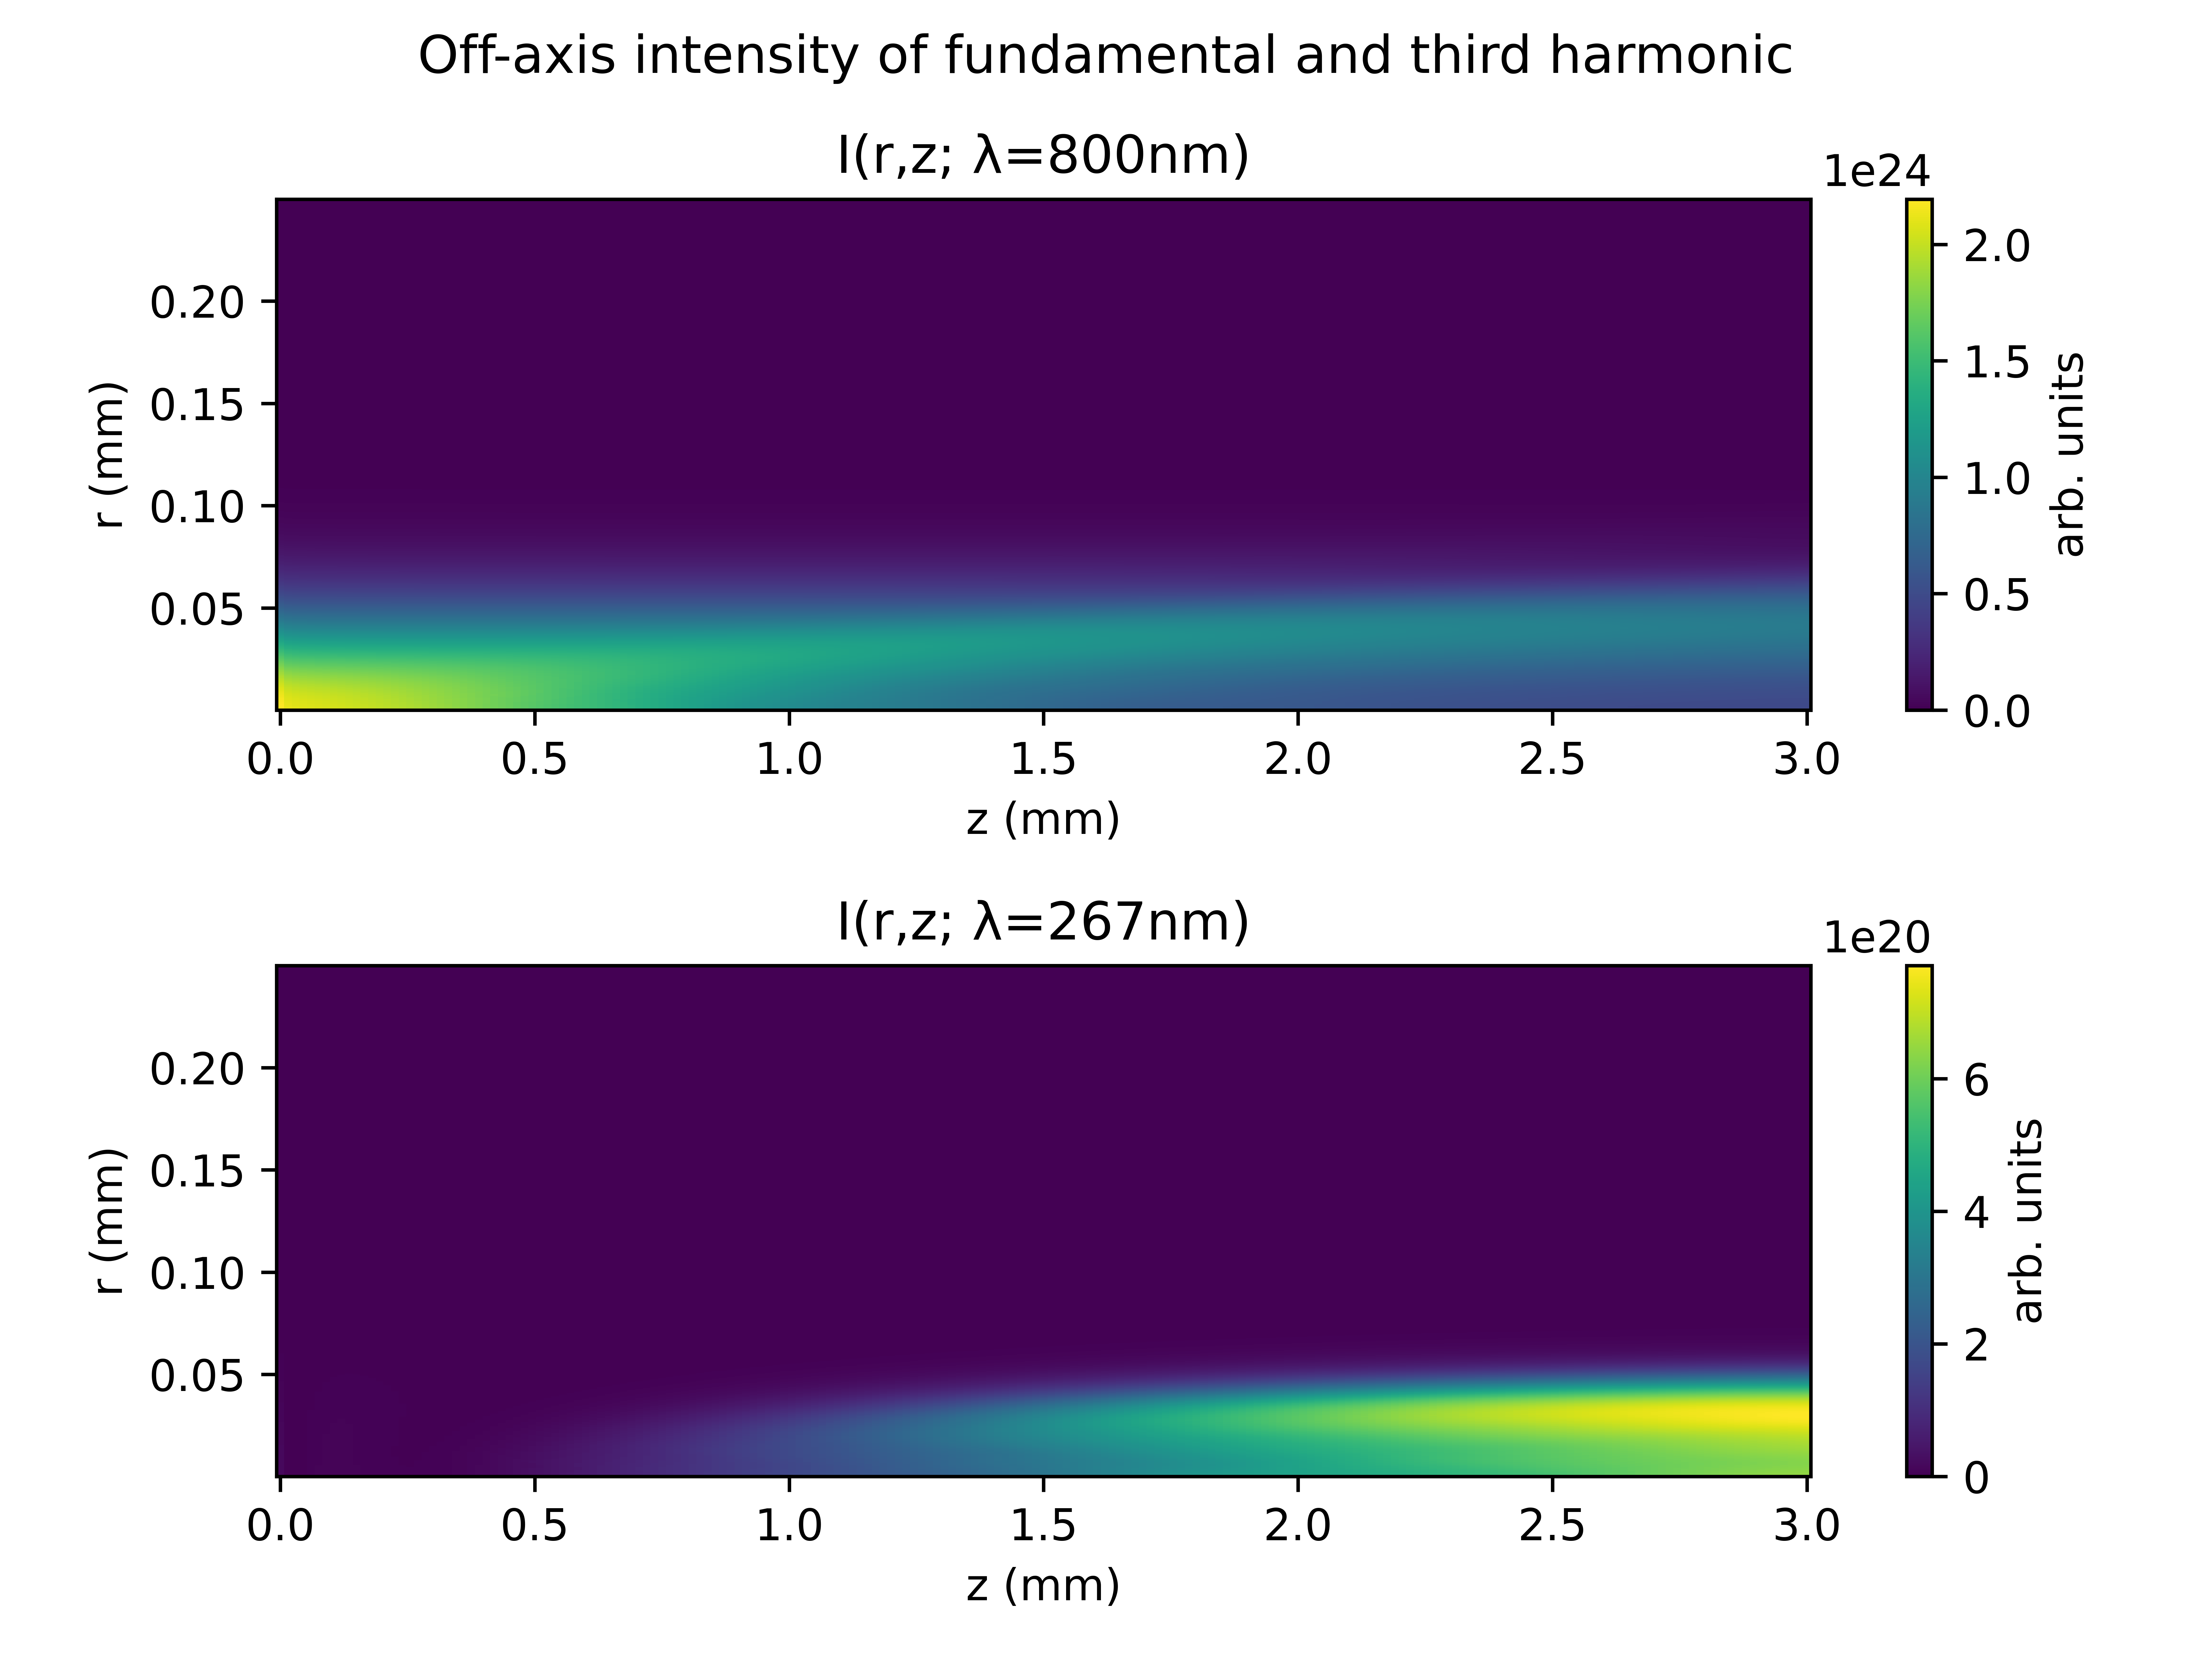 Off-axis intensity of fundamental and third harmonic
I(r,z; λ=800nm)
1e24
r (mm)
0.20
0.15
0.10
0.05
0.0 0.5 1.0 1.5 2.0 2.5 3.0
z (mm)
2.0
1.5
1.0
0.5
0.0
arb. units
I(r,z; λ=267nm)
1e20
r (mm)
0.20
0.15
0.10
0.05
0.0 0.5 1.0 1.5 2.0 2.5 3.0
z (mm)
6
4
2
0
arb. units